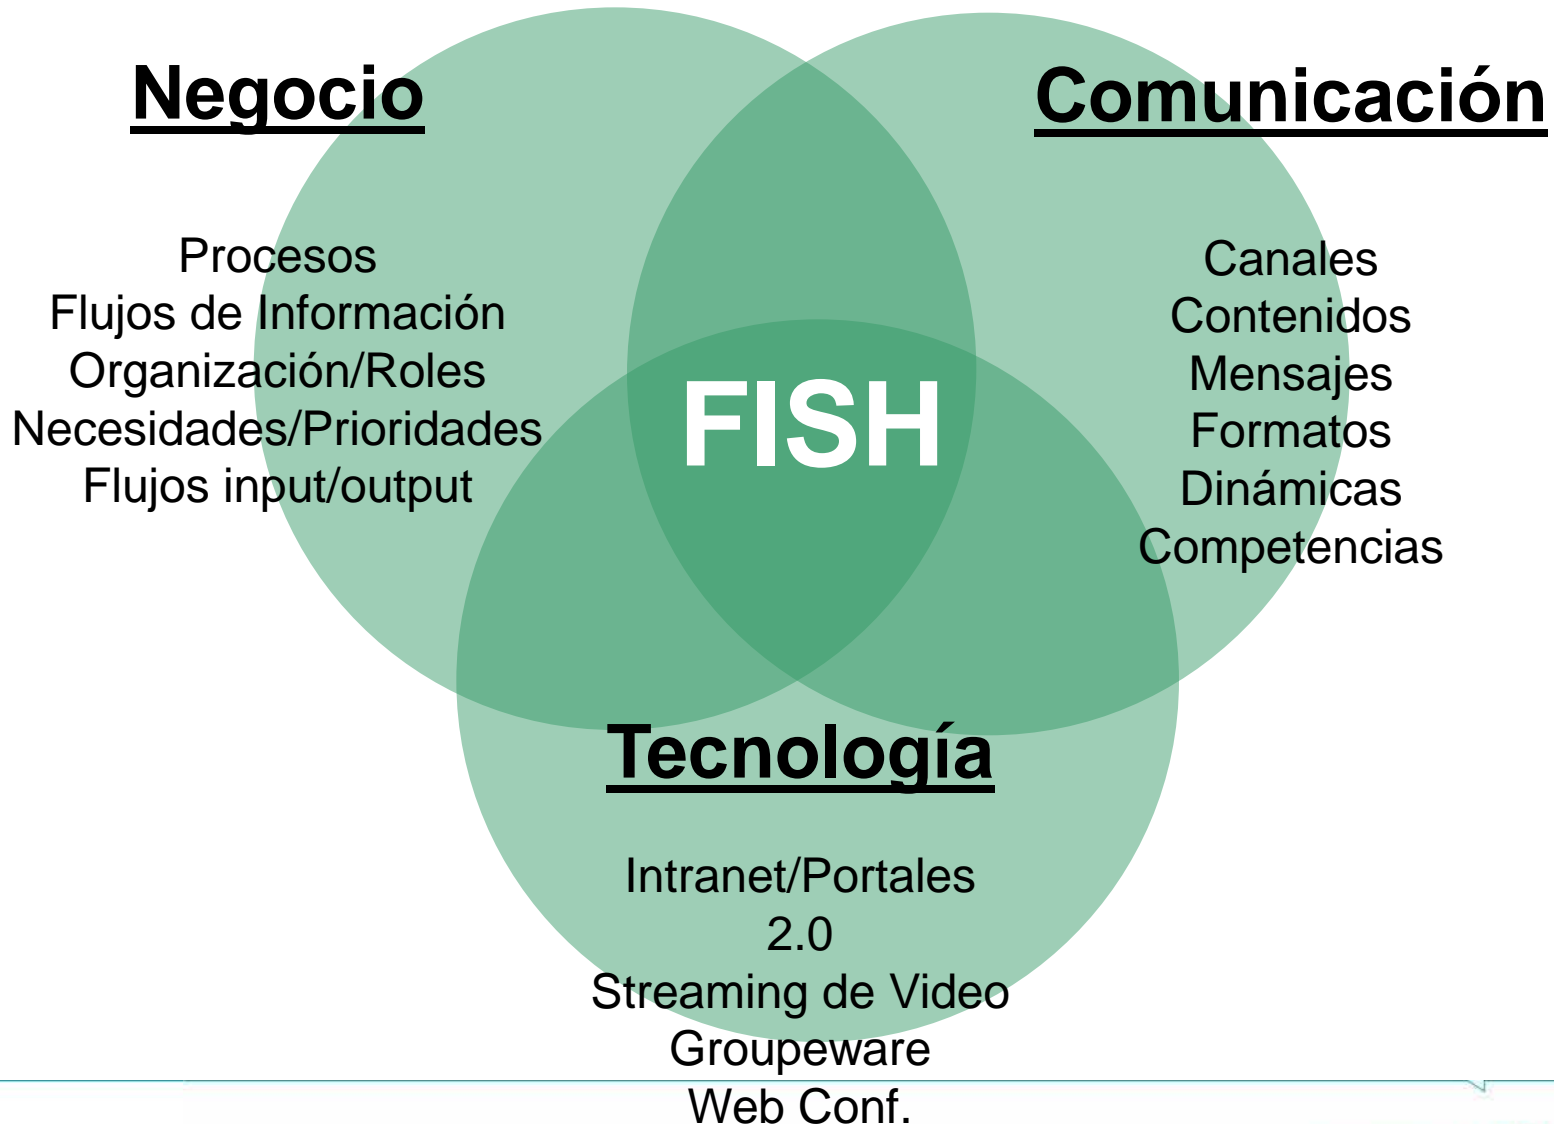 Negocio
Procesos
Flujos de Información
Organización/Roles
Necesidades/Prioridades
Flujos input/output
Comunicación
Canales
Contenidos
Mensajes
Formatos
Dinámicas
Competencias
FISH
Tecnología
Intranet/Portales
2.0
Streaming de Video
Groupeware
Web Conf.